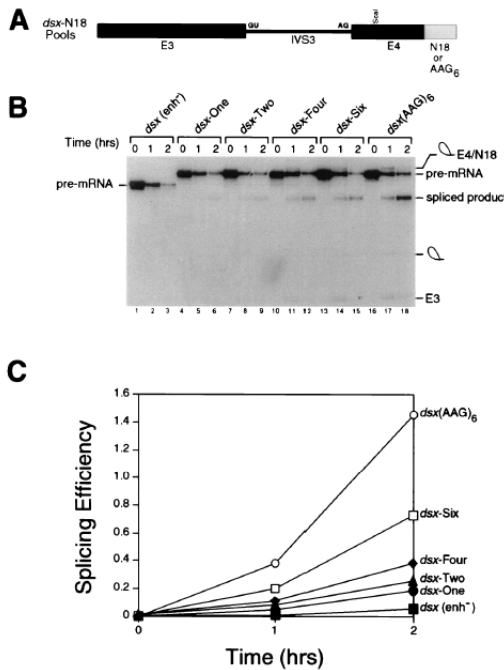 A
dsx-N18 Pools
GU
AG
ScaI
E3
IVS3
E4
N18 or AAG6
B
dsx (enh-)
dsx-One
dsx-Two
dsx-Four
dsx-Six
dsx(AAG)6
Time (hrs)
0 1 2 0 1 2 0 1 2 0 1 2 0 1 2 0 1 2
E4/N18
pre-mRNA
pre-mRNA
spliced product
E3
1 2 3 4 5 6 7 8 9 10 11 12 13 14 15 16 17 18
C
Splicing Efficiency
1.6
1.4
1.2
1.0
0.8
0.6
0.4
0.2
0
0
1
2
Time (hrs)
dsx(AAG)6
dsx-Six
dsx-Four
dsx-Two
dsx-One
dsx (enh-)